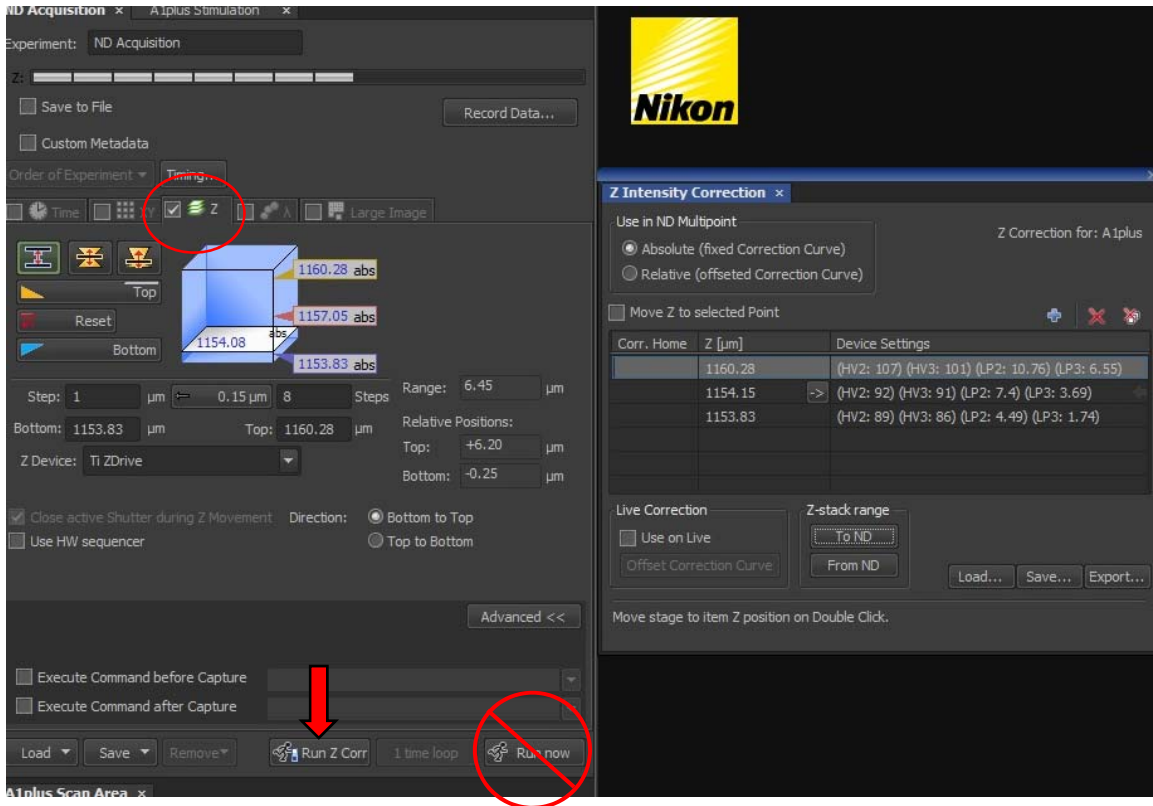 ND Acquisition × A1plus Stimulation ×
Experiment: ND Acquisition
Z:
Save to File
Record Data...
Custom Metadata
Order of Experiment Timing...
Time XY Z λ Large Image
1160.28 abs
Top
1157.05 abs
Reset
abs
1154.08
Bottom
1153.83 abs
Step: 1 µm 0.15 µm 8 Steps Range: 6.45 µm
Bottom: 1153.83 µm Top: 1160.28 µm Relative Positions:
Top: +6.20 µm
Z Device: Ti ZDrive
Bottom: -0.25 µm
Close active Shutter during Z Movement Direction: Bottom to Top
Use HW sequencer Top to Bottom
Advanced <<
Execute Command before Capture
Execute Command after Capture
Load Save Remove Run Z Corr 1 time loop Run now
A1plus Scan Area ×
Nikon
Z Intensity Correction ×
Use in ND Multipoint
Z Correction for: A1plus
Absolute (fixed Correction Curve)
Relative (offseted Correction Curve)
Move Z to selected Point
Corr. Home Z [µm] Device Settings
1160.28 (HV2: 107) (HV3: 101) (LP2: 10.76) (LP3: 6.55)
1154.15 -> (HV2: 92) (HV3: 91) (LP2: 7.4) (LP3: 3.69)
1153.83 (HV2: 89) (HV3: 86) (LP2: 4.49) (LP3: 1.74)
Live Correction Z-stack range
Use on Live To ND
Offset Correction Curve From ND
Load... Save... Export...
Move stage to item Z position on Double Click.